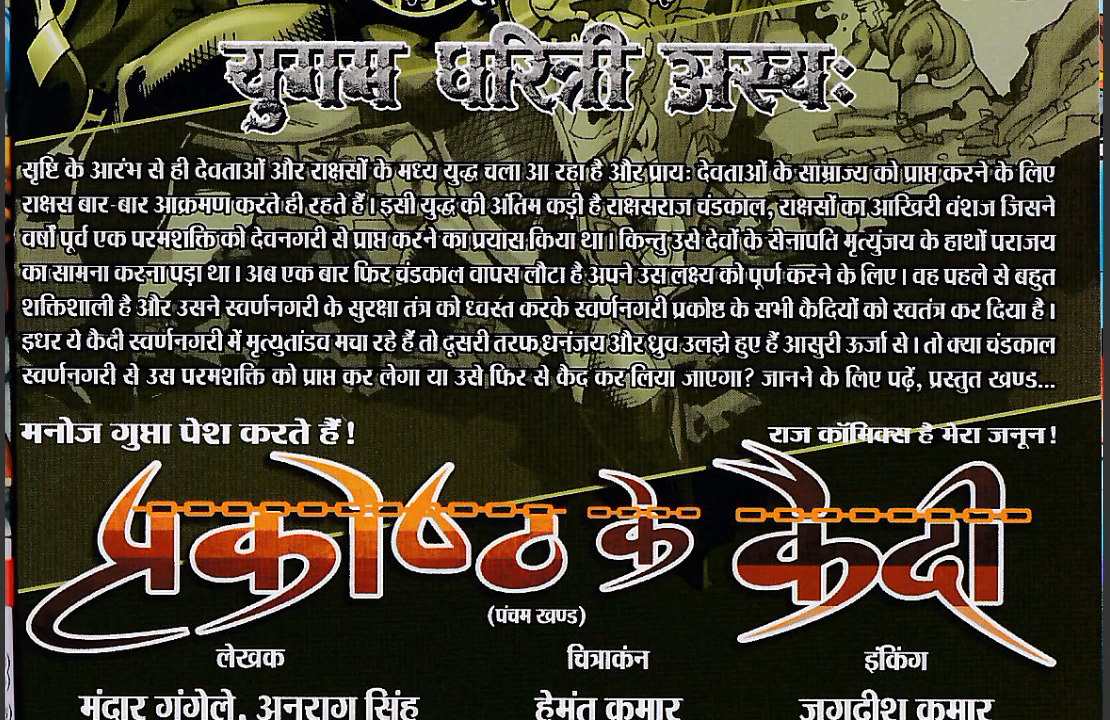 युगम धरित्री अस्यः
सृष्टि के आरंभ से ही देवताओं और राक्षसों के मध्य युद्ध चला आ रहा है और प्रायः देवताओं के साम्राज्य को प्राप्त करने के लिए
राक्षस बार-बार आक्रमण करते ही रहते हैं। इसी युद्ध की अंतिम कड़ी है राक्षसराज चंडकाल, राक्षसों का आखिरी वंशज जिसने
वर्षों पूर्व एक परमशक्ति को देवनगरी से प्राप्त करने का प्रयास किया था। किन्तु उसे देवों के सेनापति मृत्युंजय के हाथों पराजय
का सामना करना पड़ा था। अब एक बार फिर चंडकाल वापस लौटा है अपने उस लक्ष्य को पूर्ण करने के लिए। वह पहले से बहुत
शक्तिशाली है और उसने स्वर्णनगरी के सुरक्षा तंत्र को ध्वस्त करके स्वर्णनगरी प्रकोष्ट के सभी कैदियों को स्वतंत्र कर दिया है।
इधर ये कैदी स्वर्णनगरी में मृत्युतांडव मचा रहे हैं तो दूसरी तरफ धनंजय और ध्रुव उलझे हुए हैं आसुरी ऊर्जा से। तो क्या चंडकाल
स्वर्णनगरी से उस परमशक्ति को प्राप्त कर लेगा या उसे फिर से कैद कर लिया जाएगा? जानने के लिए पढ़ें, प्रस्तुत खण्ड...
मनोज गुप्ता पेश करते हैं! राज कॉमिक्स है मेरा जनून!
प्रकोष्ठ के कैदी
(पंचम खण्ड)
लेखक चित्राकंन इंकिंग
मंदार गंगेले, अनुराग सिंह हेमंत कुमार जगदीश कुमार